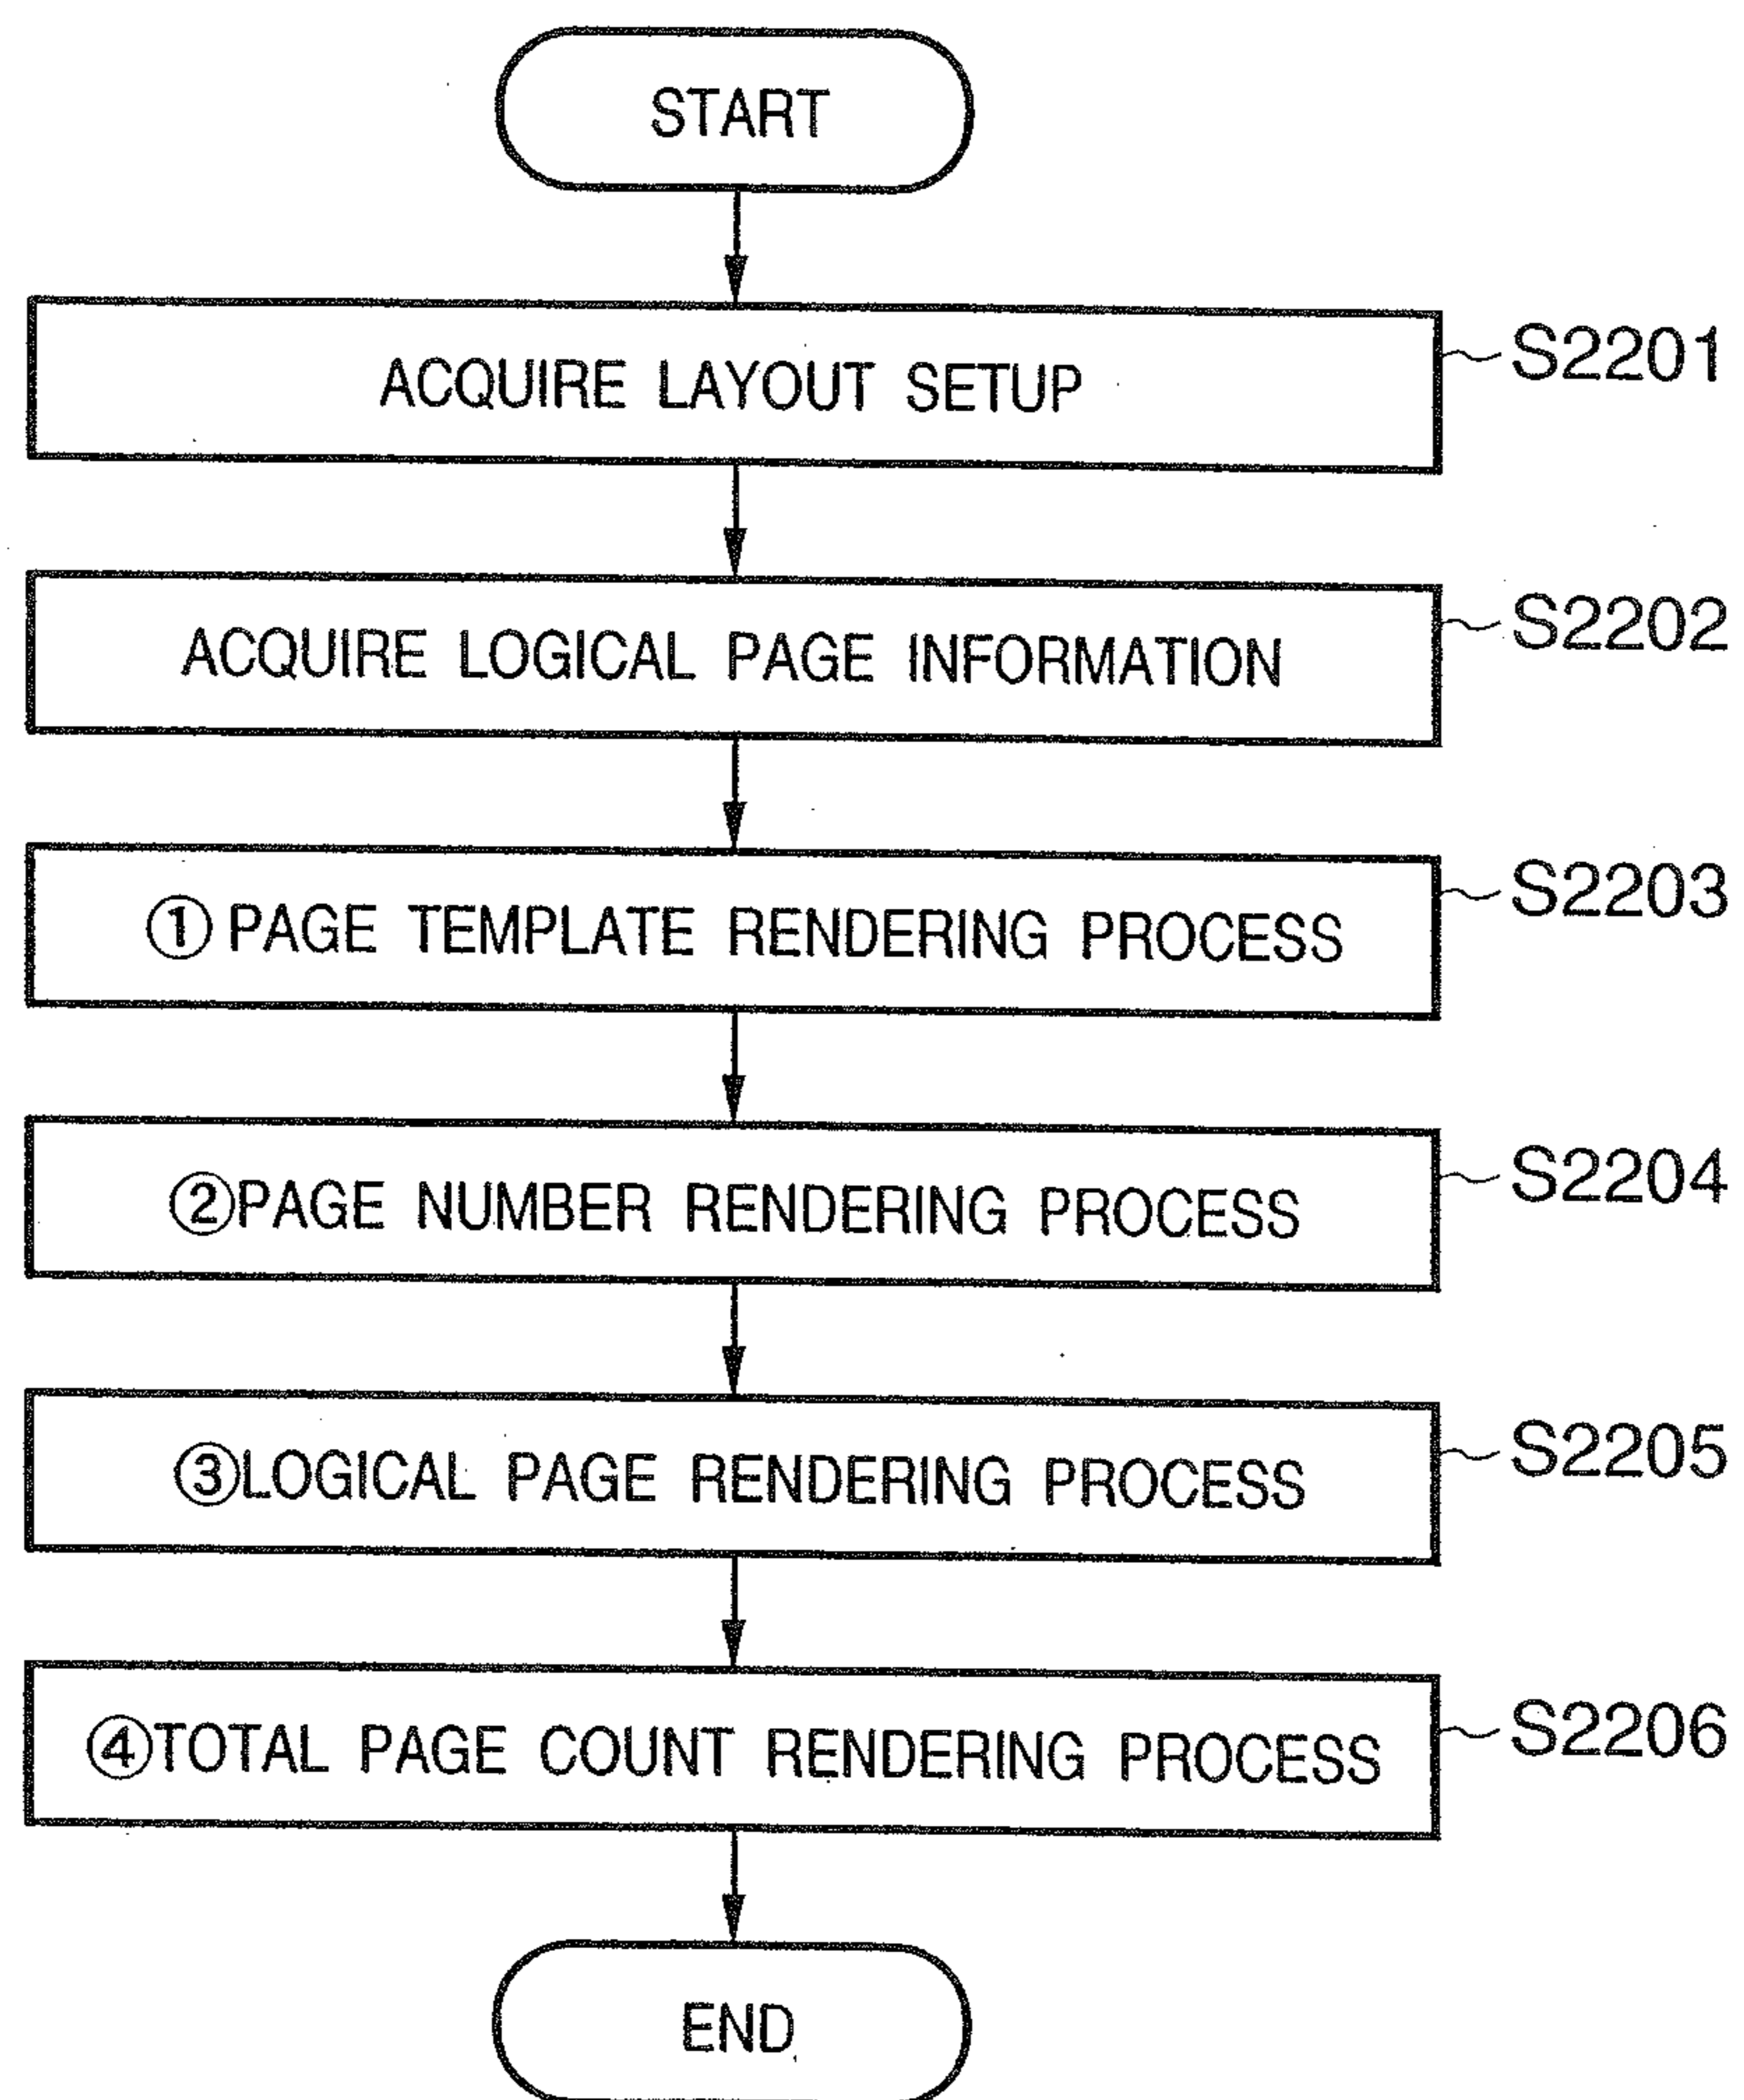 START
ACQUIRE LAYOUT SETUP
S2201
ACQUIRE LOGICAL PAGE INFORMATION
S2202
① PAGE TEMPLATE RENDERING PROCESS
S2203
②PAGE NUMBER RENDERING PROCESS
S2204
③LOGICAL PAGE RENDERING PROCESS
S2205
④TOTAL PAGE COUNT RENDERING PROCESS
S2206
END